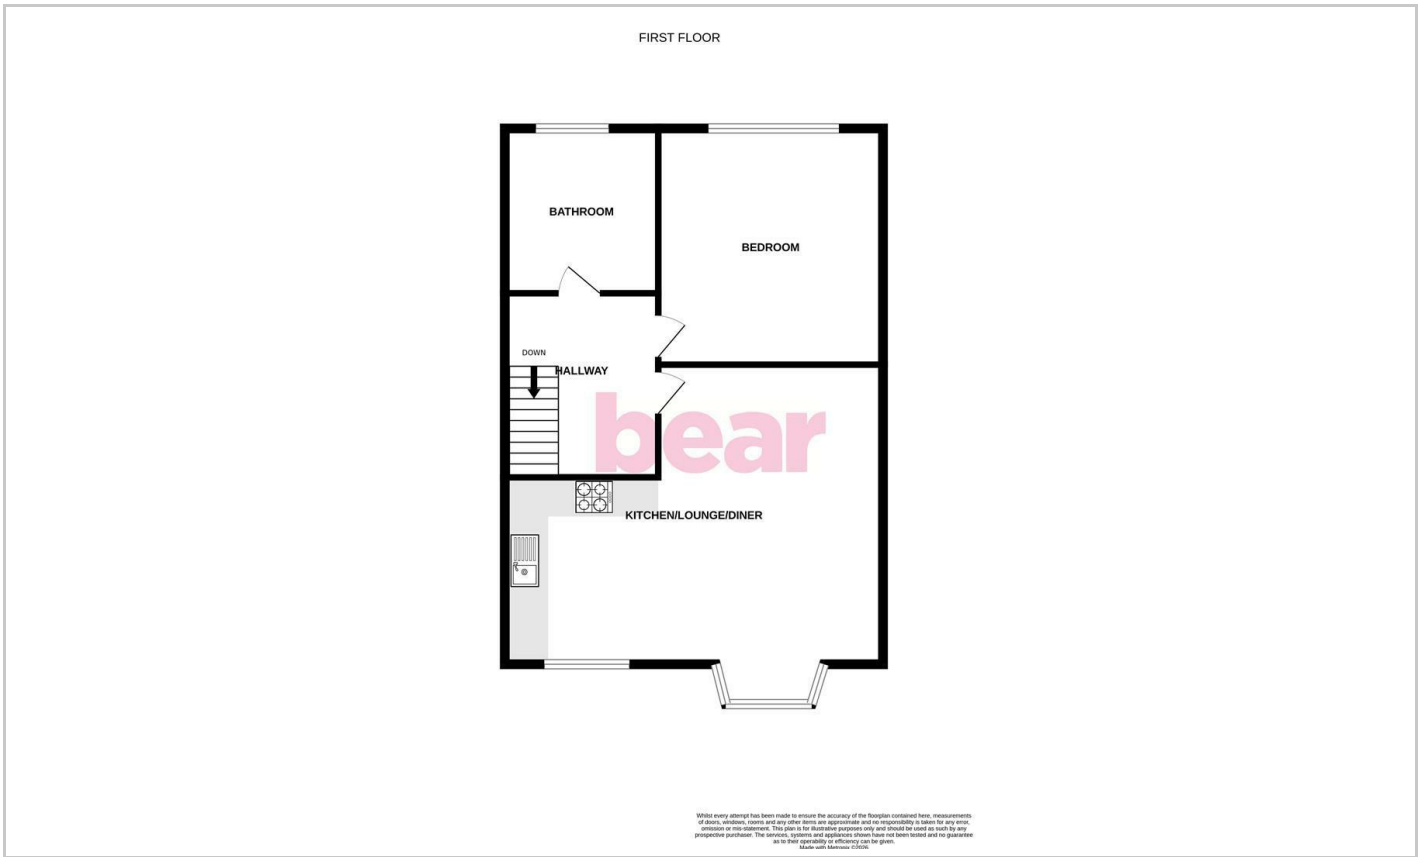 FIRST FLOOR
BATHROOM
BEDROOM
DOWN
HALLWAY
bear
KITCHEN/LOUNGE/DINER
Whilst every attempt has been made to ensure the accuracy of the floorplan contained here, measurements
of doors, windows, rooms and any other items are approximate and no responsibility is taken for any error,
omission or mis-statement. This plan is for illustrative purposes only and should be used as such by any
prospective purchaser. The services, systems and appliances shown have not been tested and no guarantee
as to their operability or efficiency can be given.
Made with Metropix ©2026